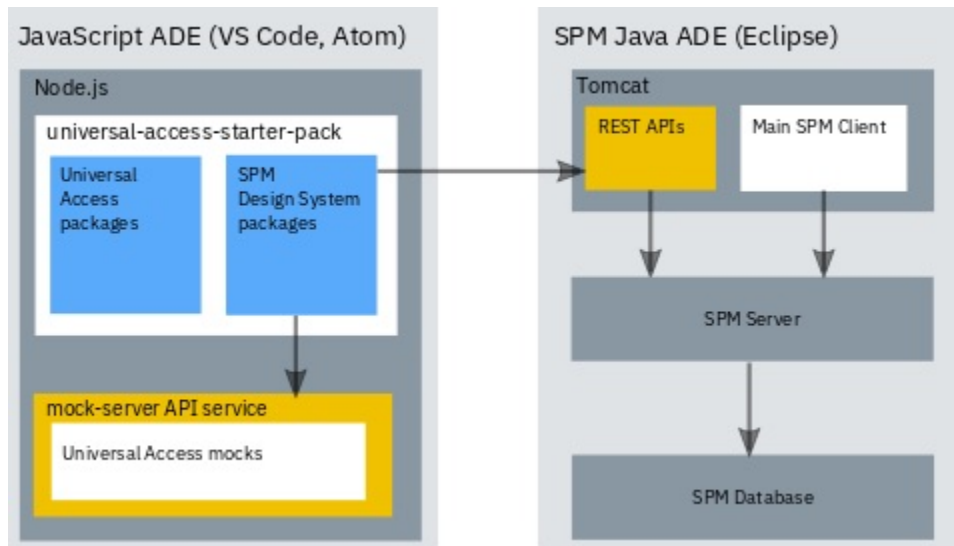 JavaScript ADE (VS Code, Atom)
Node.js
universal-access-starter-pack
Universal
Access
packages
SPM
Design System
packages
mock-server API service
Universal Access mocks
SPM Java ADE (Eclipse)
Tomcat
REST APIs
Main SPM Client
SPM Server
SPM Database